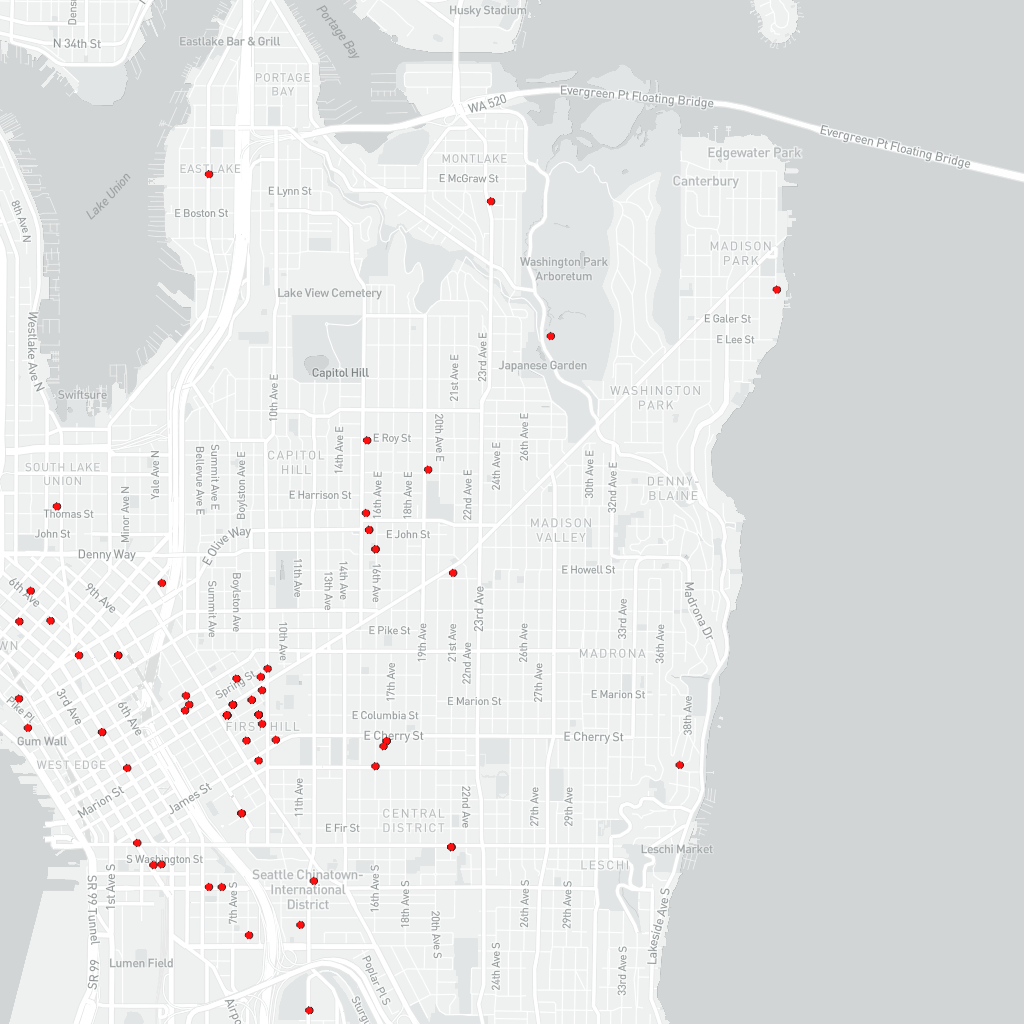 Densm
Husky Stadium
N 34th St
Eastlake Bar & Grill
Portage Bay
PORTAGE
BAY
WA 520
Evergreen Pt Floating Bridge
Evergreen Pt Floating Bridge
MONTLAKE
Edgewater Park
EASTLAKE
E McGraw St
Canterbury
Lake Union
E Lynn St
8th Ave N
E Boston St
MADISON
PARK
Washington Park
Arboretum
Lake View Cemetery
Westlake Ave N
E Galer St
E Lee St
23rd Ave E
21st Ave E
Japanese Garden
Capitol Hill
Swiftsure
10th Ave E
WASHINGTON
PARK
20th Ave E
26th Ave E
14th Ave E
E Roy St
CAPITOL
HILL
SOUTH LAKE
UNION
Yale Ave N
Bellevue Ave E
Summit Ave E
Boylston Ave E
24th Ave E
30th Ave E
32nd Ave E
DENNY-
BLAINE
E Harrison St
16th Ave E
18th Ave E
22nd Ave E
Minor Ave N
Thomas St
John St
E Olive Way
E John St
MADISON
VALLEY
Denny Way
E Howell St
6th Ave
9th Ave
Summit Ave
Boylston Ave
11th Ave
13th Ave
14th Ave
16th Ave
23rd Ave
33rd Ave
Madrona Dr
E Pike St
10th Ave
19th Ave
21st Ave
22nd Ave
26th Ave
36th Ave
WN
MADRONA
Spring St
17th Ave
27th Ave
E Marion St
E Marion St
38th Ave
Pike Pl
3rd Ave
6th Ave
E Columbia St
FIRST HILL
E Cherry St
E Cherry St
Gum Wall
WEST EDGE
Marion St
James St
11th Ave
22nd Ave
27th Ave
29th Ave
CENTRAL
DISTRICT
E Fir St
S Washington St
Leschi Market
LESCHI
Seattle Chinatown-
International
District
SR 99 Tunnel
1st Ave S
7th Ave S
16th Ave S
18th Ave S
20th Ave S
26th Ave S
29th Ave S
Lakeside Ave S
24th Ave S
33rd Ave S
Lumen Field
SR 99
Poplar Pl S
Airpo
Sturgu